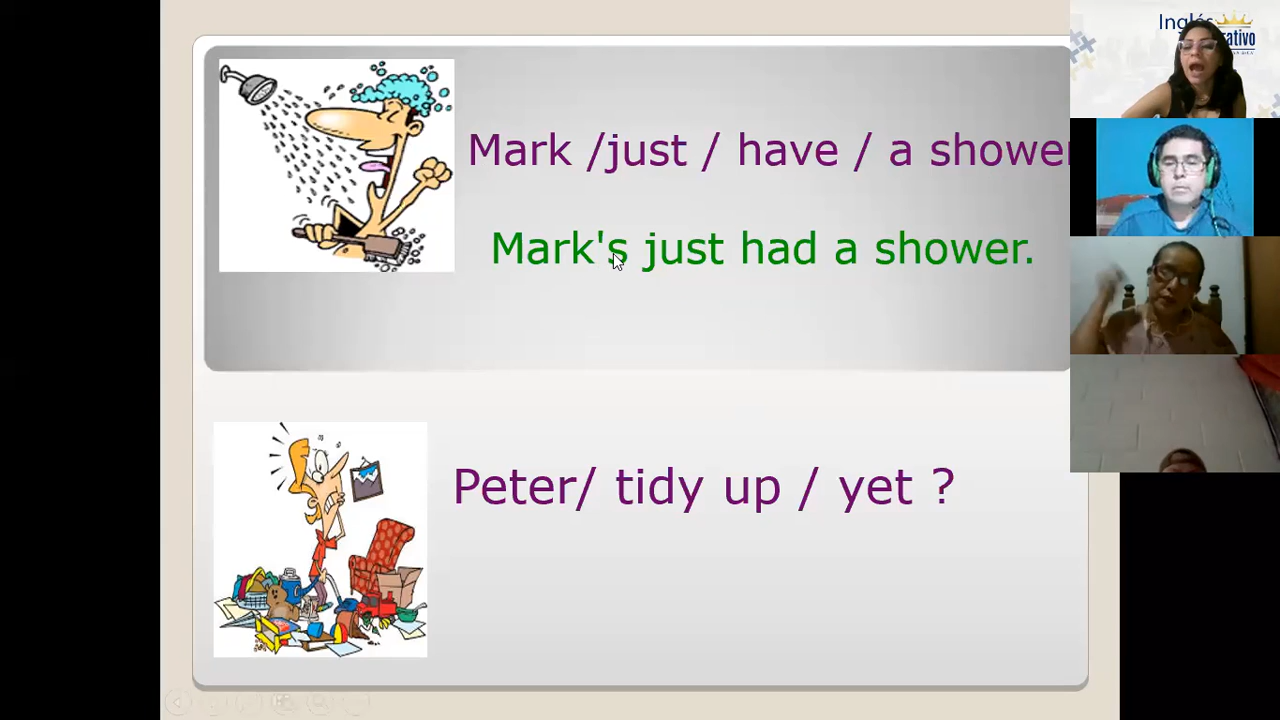 Inglés
Mark /just / have / a shower
Mark's just had a shower.
Peter/ tidy up / yet ?